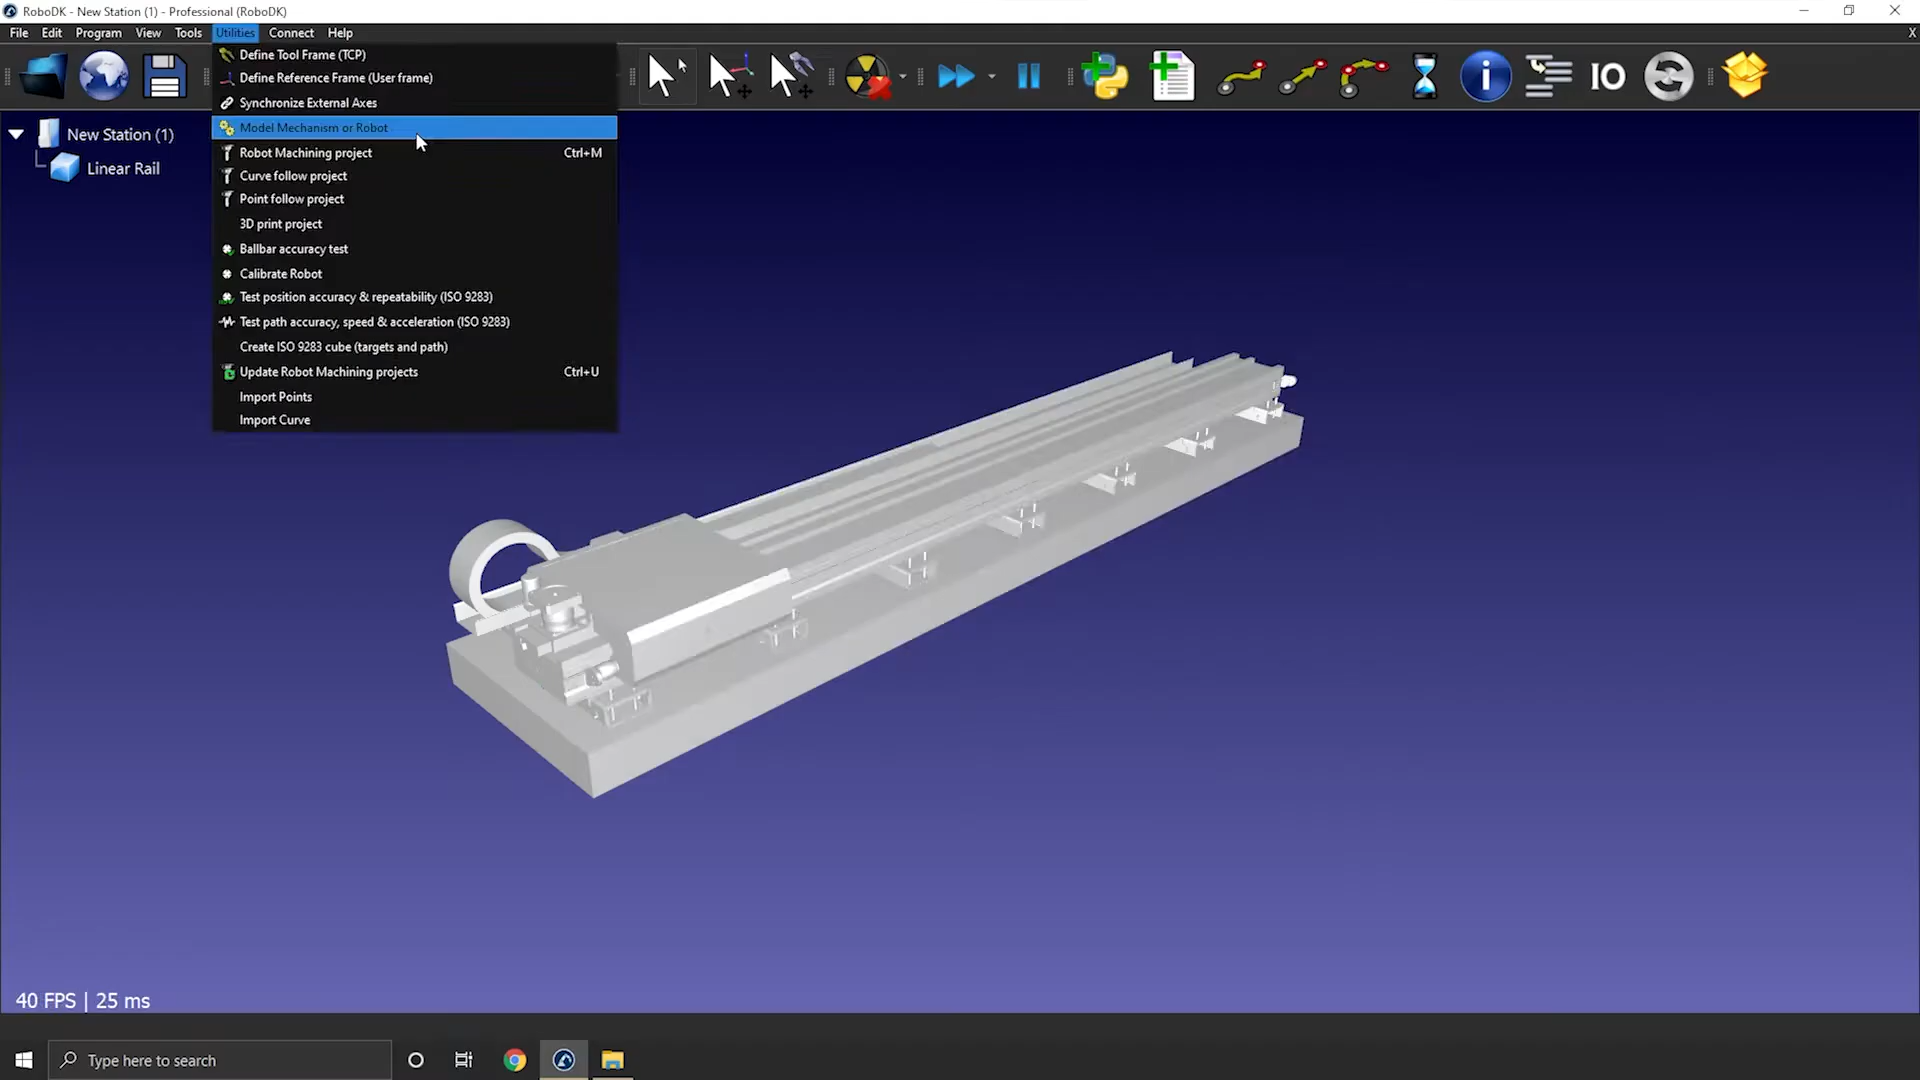 RoboDK - New Station (1) - Professional (RoboDK)
File Edit Program View Tools Utilities Connect Help X
Define Tool Frame (TCP)
Define Reference Frame (User frame)
Synchronize External Axes
Model Mechanism or Robot
Robot Machining project Ctrl+M
Curve follow project
Point follow project
3D print project
Ballbar accuracy test
Calibrate Robot
Test position accuracy & repeatability (ISO 9283)
Test path accuracy, speed & acceleration (ISO 9283)
Create ISO 9283 cube (targets and path)
Update Robot Machining projects Ctrl+U
Import Points
Import Curve
IO
New Station (1)
Linear Rail
40 FPS | 25 ms
Type here to search